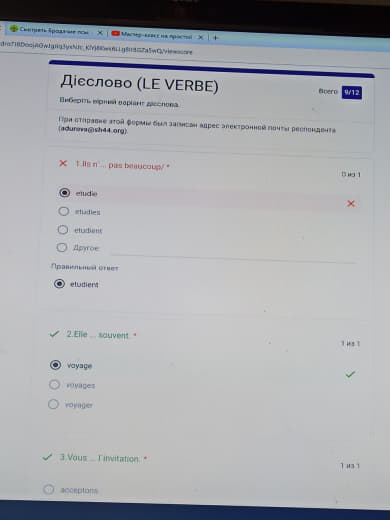 Смотреть Бродячие псы
Мастер-класс на простой
Дієслово (LE VERBE)
Всего 9/12
Виберіть вірний варіант дієслова.
При отправке этой формы был записан адрес электронной почты респондента
(adurova@sh44.org).
1.Ils n'... pas beaucoup/ *
0 из 1
etudie
etudies
etudient
Другое:
Правильный ответ
etudient
2.Elle ... souvent. *
1 из 1
voyage
voyages
voyager
3.Vous ... l'invitation. *
1 из 1
acceptons